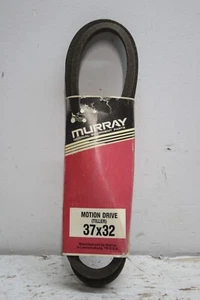 MURRAY
MOTION DRIVE
(TILLER)
37x32